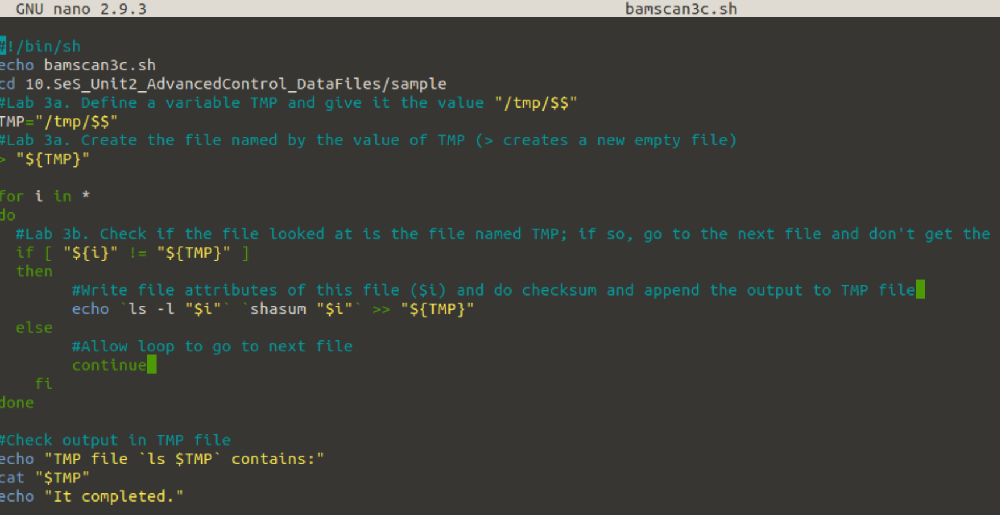 GNU nano 2.9.3 bamscan3c.sh
#!/bin/sh
echo bamscan3c.sh
cd 10.SeS_Unit2_AdvancedControl_DataFiles/sample
#Lab 3a. Define a variable TMP and give it the value "/tmp/$$"
TMP="/tmp/$$"
#Lab 3a. Create the file named by the value of TMP (> creates a new empty file)
> "${TMP}"
for i in *
do
  #Lab 3b. Check if the file looked at is the file named TMP; if so, go to the next file and don't get the
  if [ "${i}" != "${TMP}" ]
  then
        #Write file attributes of this file ($i) and do checksum and append the output to TMP file
        echo `ls -l "$i"` `shasum "$i"` >> "${TMP}"
  else
        #Allow loop to go to next file
        continue
    fi
done
#Check output in TMP file
echo "TMP file `ls $TMP` contains:"
cat "$TMP"
echo "It completed."